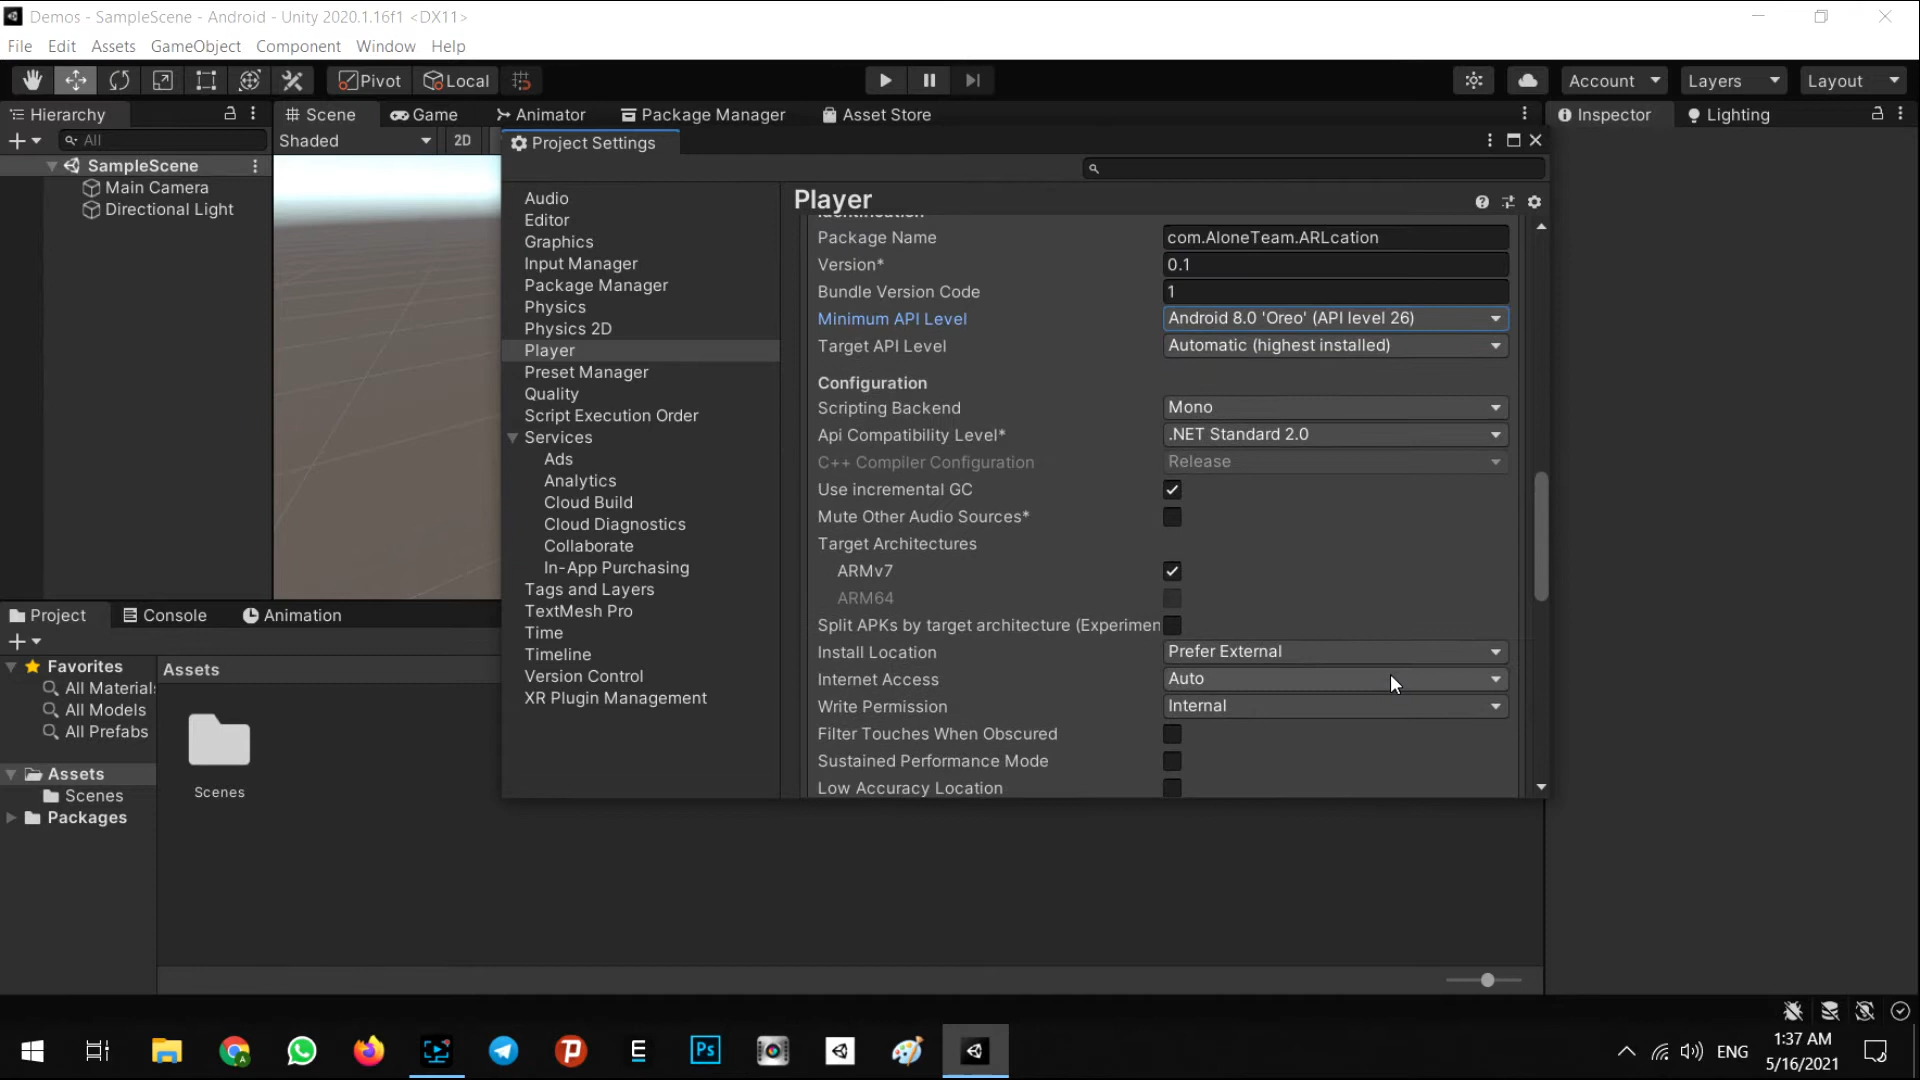 Demos - SampleScene - Android - Unity 2020.1.16f1 <DX11>
File Edit Assets GameObject Component Window Help
Pivot Local Account Layers Layout
Hierarchy Scene Game Animator Package Manager Asset Store Inspector Lighting
All Shaded 2D Project Settings
SampleScene
Main Camera
Directional Light
Audio
Editor
Graphics
Input Manager
Package Manager
Physics
Physics 2D
Player
Preset Manager
Quality
Script Execution Order
Services
Ads
Analytics
Cloud Build
Cloud Diagnostics
Collaborate
In-App Purchasing
Tags and Layers
TextMesh Pro
Time
Timeline
Version Control
XR Plugin Management
Player
Identification
Package Name com.AloneTeam.ARLcation
Version* 0.1
Bundle Version Code 1
Minimum API Level Android 8.0 'Oreo' (API level 26)
Target API Level Automatic (highest installed)
Configuration
Scripting Backend Mono
Api Compatibility Level* .NET Standard 2.0
C++ Compiler Configuration Release
Use incremental GC
Mute Other Audio Sources*
Target Architectures
ARMv7
ARM64
Split APKs by target architecture (Experimen
Install Location Prefer External
Internet Access Auto
Write Permission Internal
Filter Touches When Obscured
Sustained Performance Mode
Low Accuracy Location
Project Console Animation
Favorites
All Material
All Models
All Prefabs
Assets
Scenes
Packages
Assets
Scenes
Ps
ENG
1:37 AM
5/16/2021